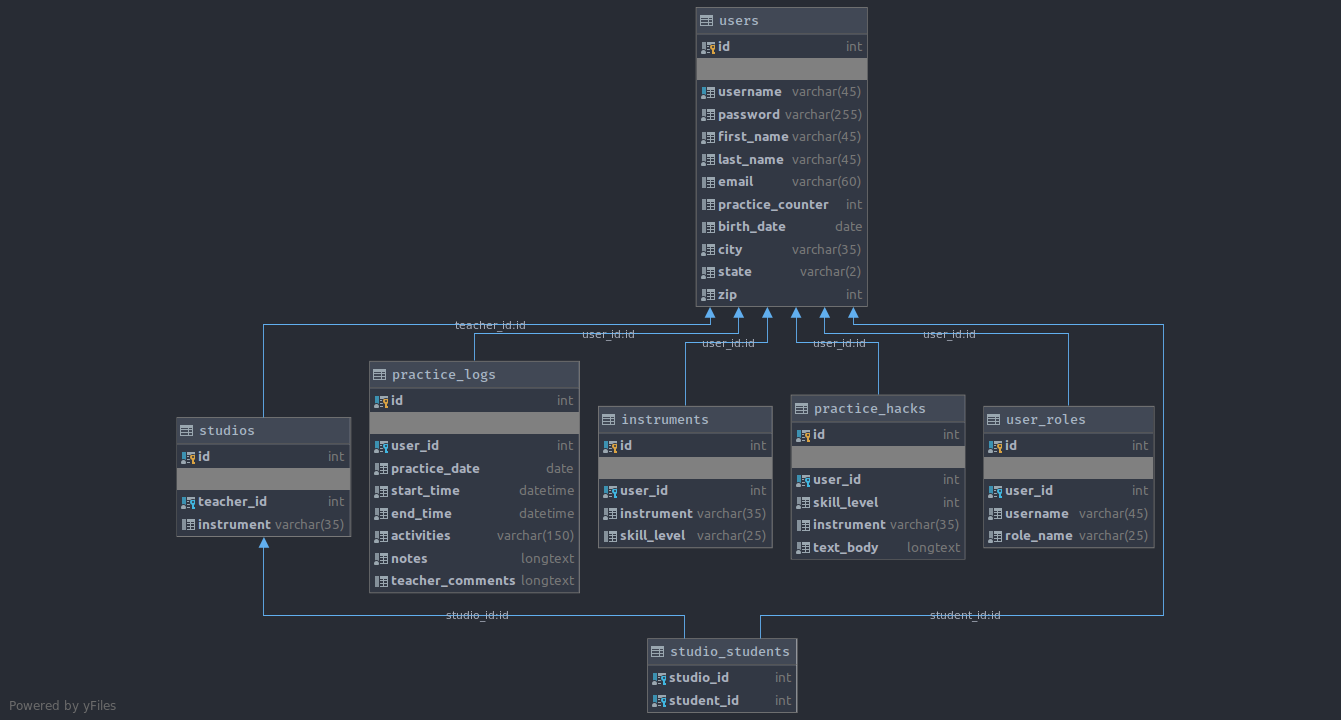 users
id int
username varchar(45)
password varchar(255)
first_name varchar(45)
last_name varchar(45)
email varchar(60)
practice_counter int
birth_date date
city varchar(35)
state varchar(2)
zip int
teacher_id:id
user_id:id
user_id:id
user_id:id
user_id:id
studios
id int
teacher_id int
instrument varchar(35)
practice_logs
id int
user_id int
practice_date date
start_time datetime
end_time datetime
activities varchar(150)
notes longtext
teacher_comments longtext
instruments
id int
user_id int
instrument varchar(35)
skill_level varchar(25)
practice_hacks
id int
user_id int
skill_level int
instrument varchar(35)
text_body longtext
user_roles
id int
user_id int
username varchar(45)
role_name varchar(25)
studio_id:id
student_id:id
studio_students
studio_id int
student_id int
Powered by yFiles